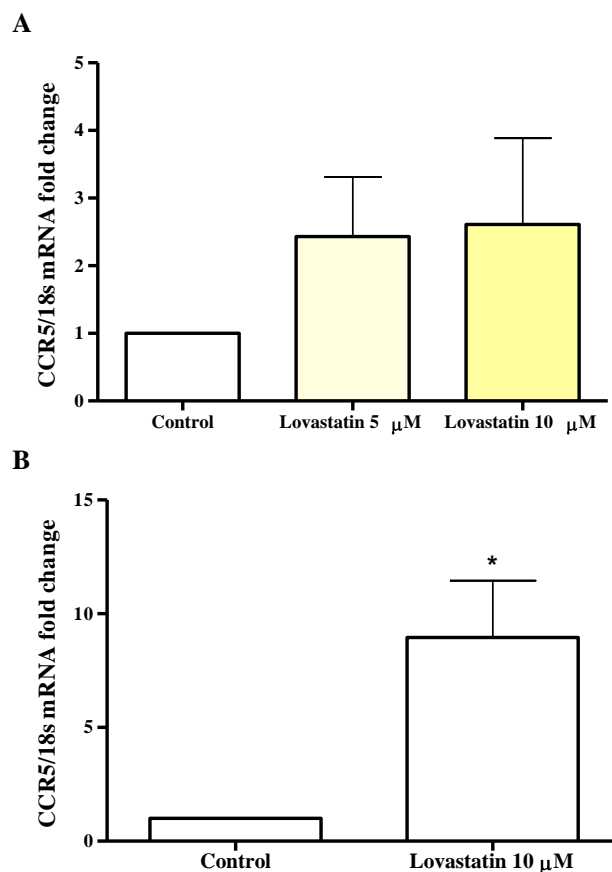 A
CCR5/18s mRNA fold change
5
4
3
2
1
0
Control
Lovastatin 5 μM
Lovastatin 10 μM
B
CCR5/18s mRNA fold change
15
10
5
0
*
Control
Lovastatin 10 μM